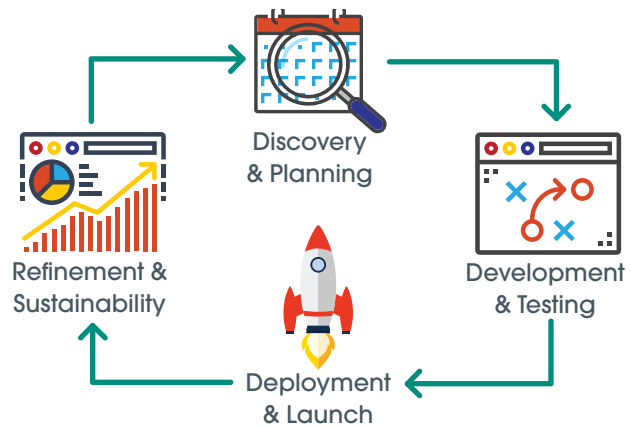 Discovery
& Planning
Refinement &
Sustainability
Development
& Testing
Deployment
& Launch